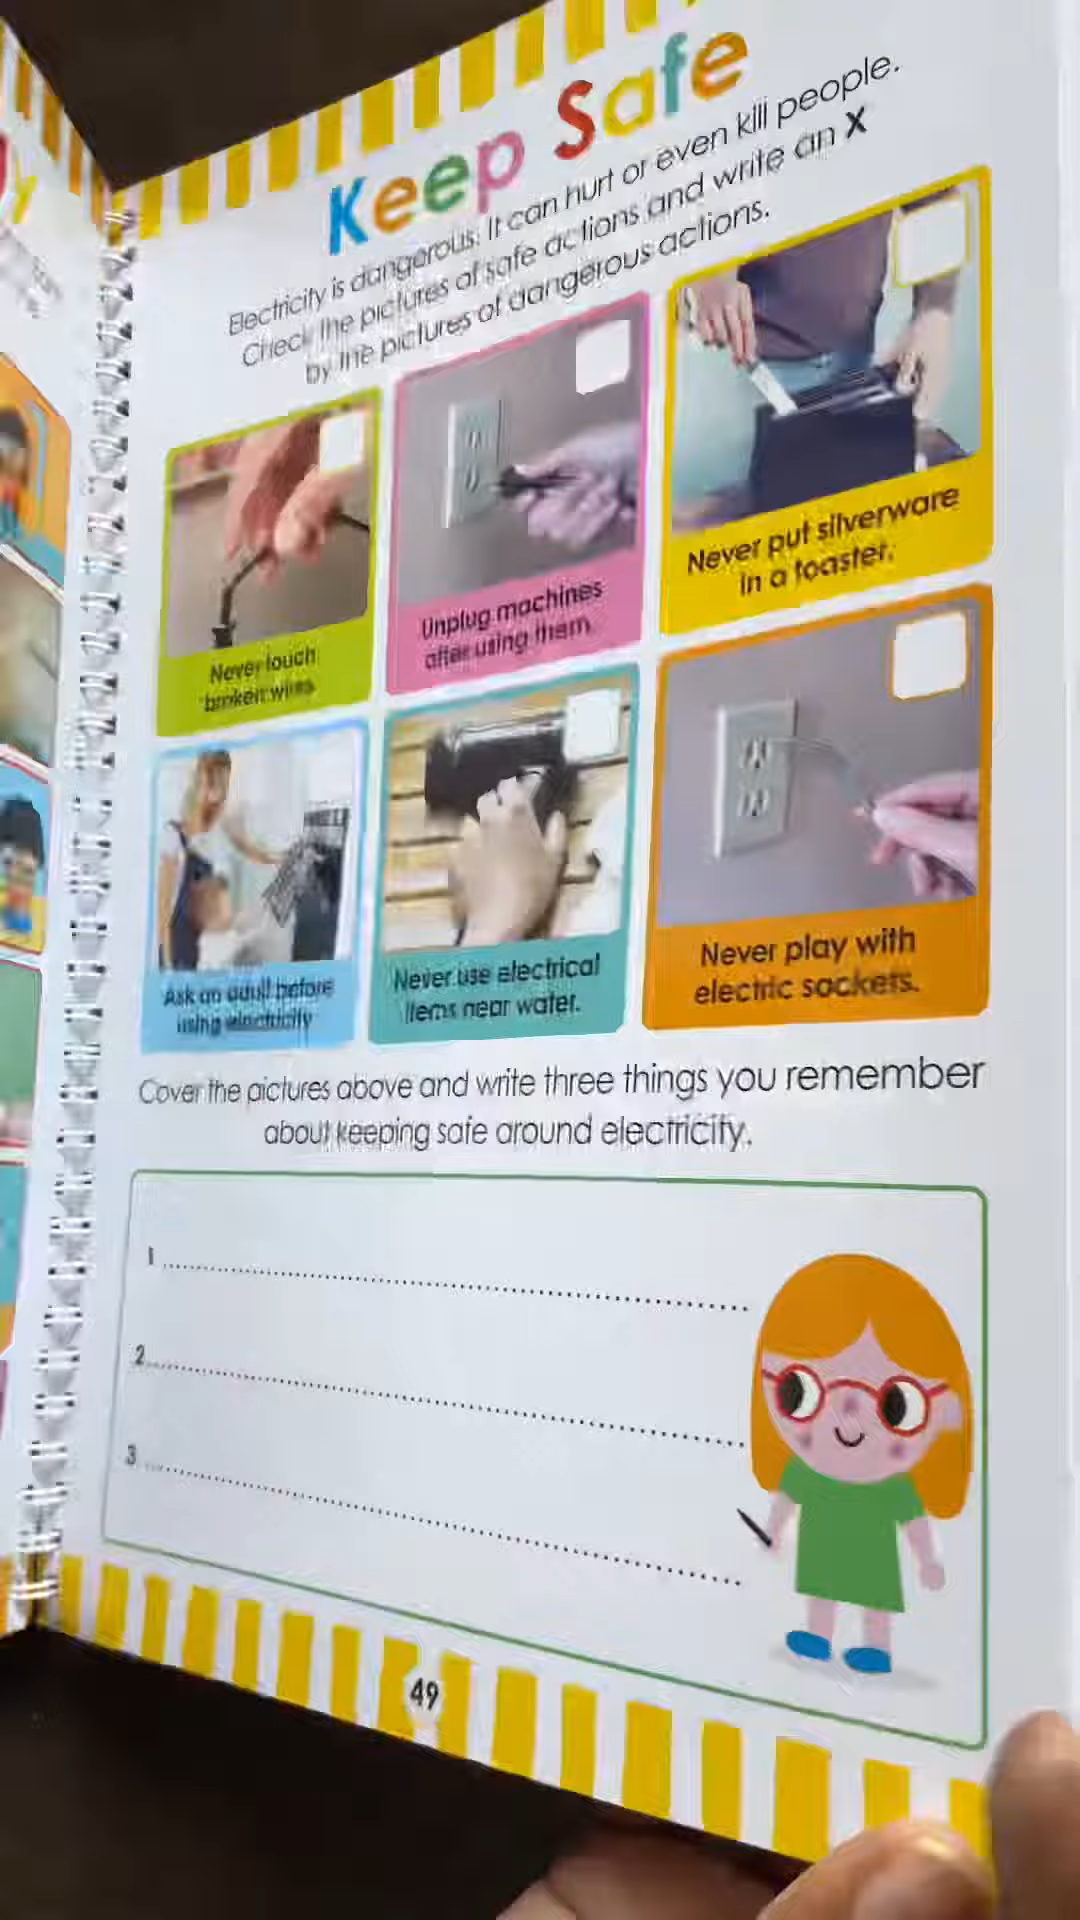 Keep Safe
Electricity is dangerous. It can hurt or even kill people.
Check the pictures of safe actions and write an X
by the pictures of dangerous actions.
Never touch
broken wires
Unplug machines
after using them.
Never put silverware
in a toaster.
Ask an adult before
using electricity
Never use electrical
items near water.
Never play with
electric sockets.
Cover the pictures above and write three things you remember
about keeping safe around electricity.
1
2
3
49